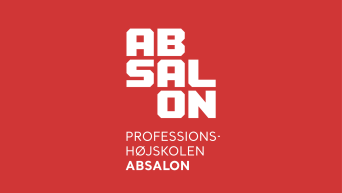 AB
SAL
ON
PROFESSIONS-
HØJSKOLEN
ABSALON